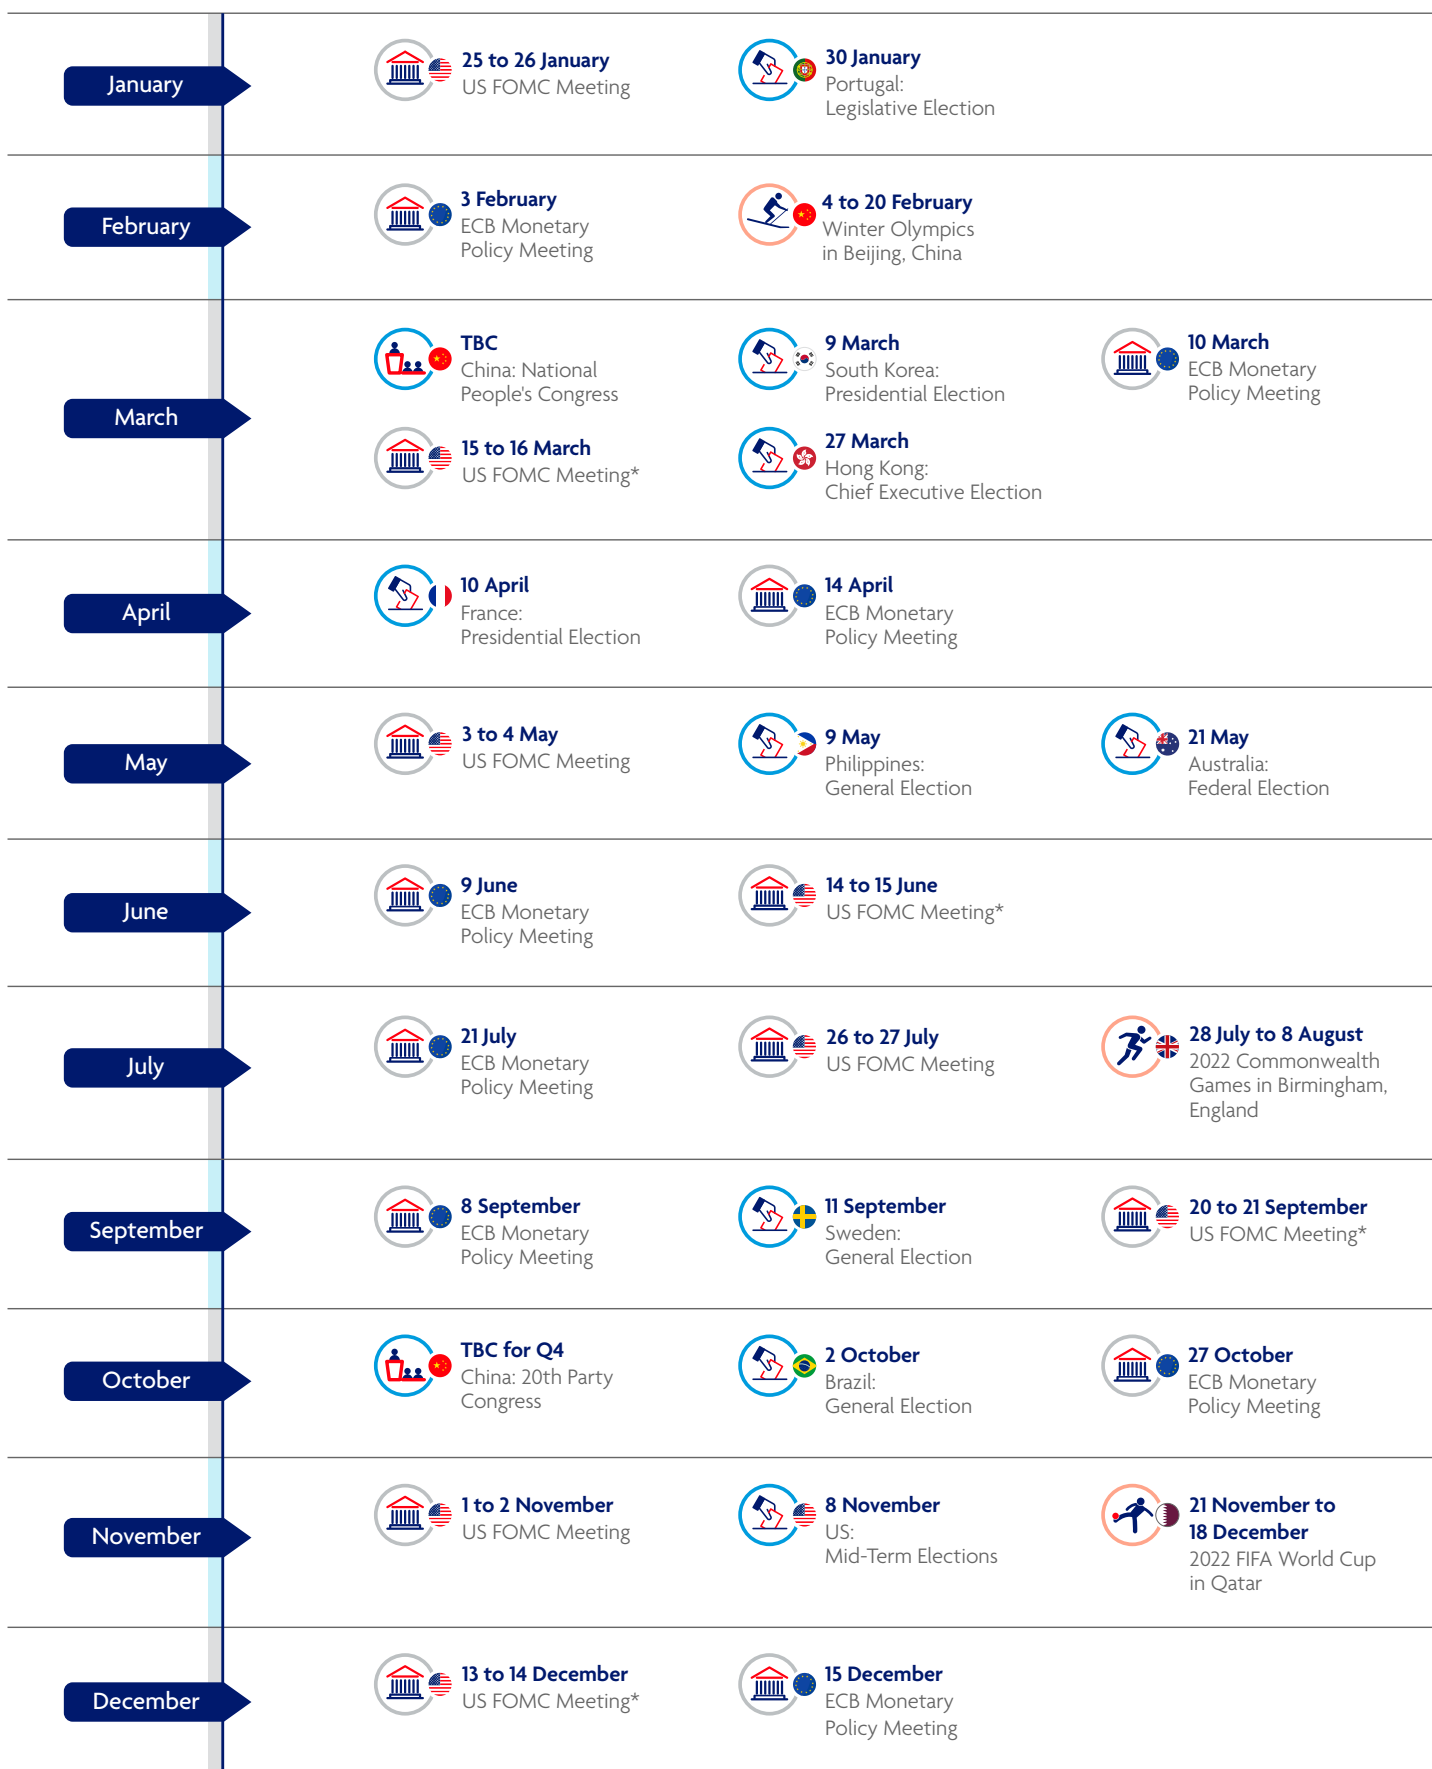 January
25 to 26 January
US FOMC Meeting
30 January
Portugal:
Legislative Election
February
3 February
ECB Monetary
Policy Meeting
4 to 20 February
Winter Olympics
in Beijing, China
March
TBC
China: National
People's Congress
9 March
South Korea:
Presidential Election
10 March
ECB Monetary
Policy Meeting
15 to 16 March
US FOMC Meeting*
27 March
Hong Kong:
Chief Executive Election
April
10 April
France:
Presidential Election
14 April
ECB Monetary
Policy Meeting
May
3 to 4 May
US FOMC Meeting
9 May
Philippines:
General Election
21 May
Australia:
Federal Election
June
9 June
ECB Monetary
Policy Meeting
14 to 15 June
US FOMC Meeting*
July
21 July
ECB Monetary
Policy Meeting
26 to 27 July
US FOMC Meeting
28 July to 8 August
2022 Commonwealth
Games in Birmingham,
England
September
8 September
ECB Monetary
Policy Meeting
11 September
Sweden:
General Election
20 to 21 September
US FOMC Meeting*
October
TBC for Q4
China: 20th Party
Congress
2 October
Brazil:
General Election
27 October
ECB Monetary
Policy Meeting
November
1 to 2 November
US FOMC Meeting
8 November
US:
Mid-Term Elections
21 November to
18 December
2022 FIFA World Cup
in Qatar
December
13 to 14 December
US FOMC Meeting*
15 December
ECB Monetary
Policy Meeting